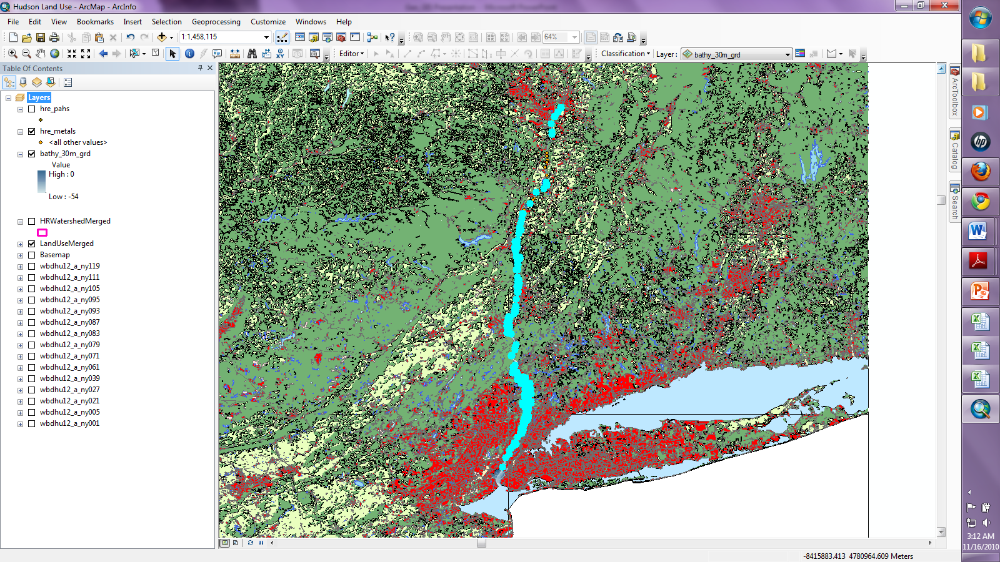 Hudson Land Use - ArcMap - ArcInfo
File Edit View Bookmarks Insert Selection Geoprocessing Customize Windows Help
1:1,458,115
64%
Editor
Classification
Layer :
bathy_30m_grd
Table Of Contents
Layers
hre_pahs
hre_metals
<all other values>
bathy_30m_grd
Value
High : 0
Low : -54
HRWatershedMerged
LandUseMerged
Basemap
wbdhu12_a_ny119
wbdhu12_a_ny111
wbdhu12_a_ny105
wbdhu12_a_ny095
wbdhu12_a_ny093
wbdhu12_a_ny087
wbdhu12_a_ny083
wbdhu12_a_ny079
wbdhu12_a_ny071
wbdhu12_a_ny061
wbdhu12_a_ny039
wbdhu12_a_ny027
wbdhu12_a_ny021
wbdhu12_a_ny005
wbdhu12_a_ny001
ArcToolbox
Catalog
Search
hp
3:12 AM
11/16/2010
-8415883.413 4780964.609 Meters